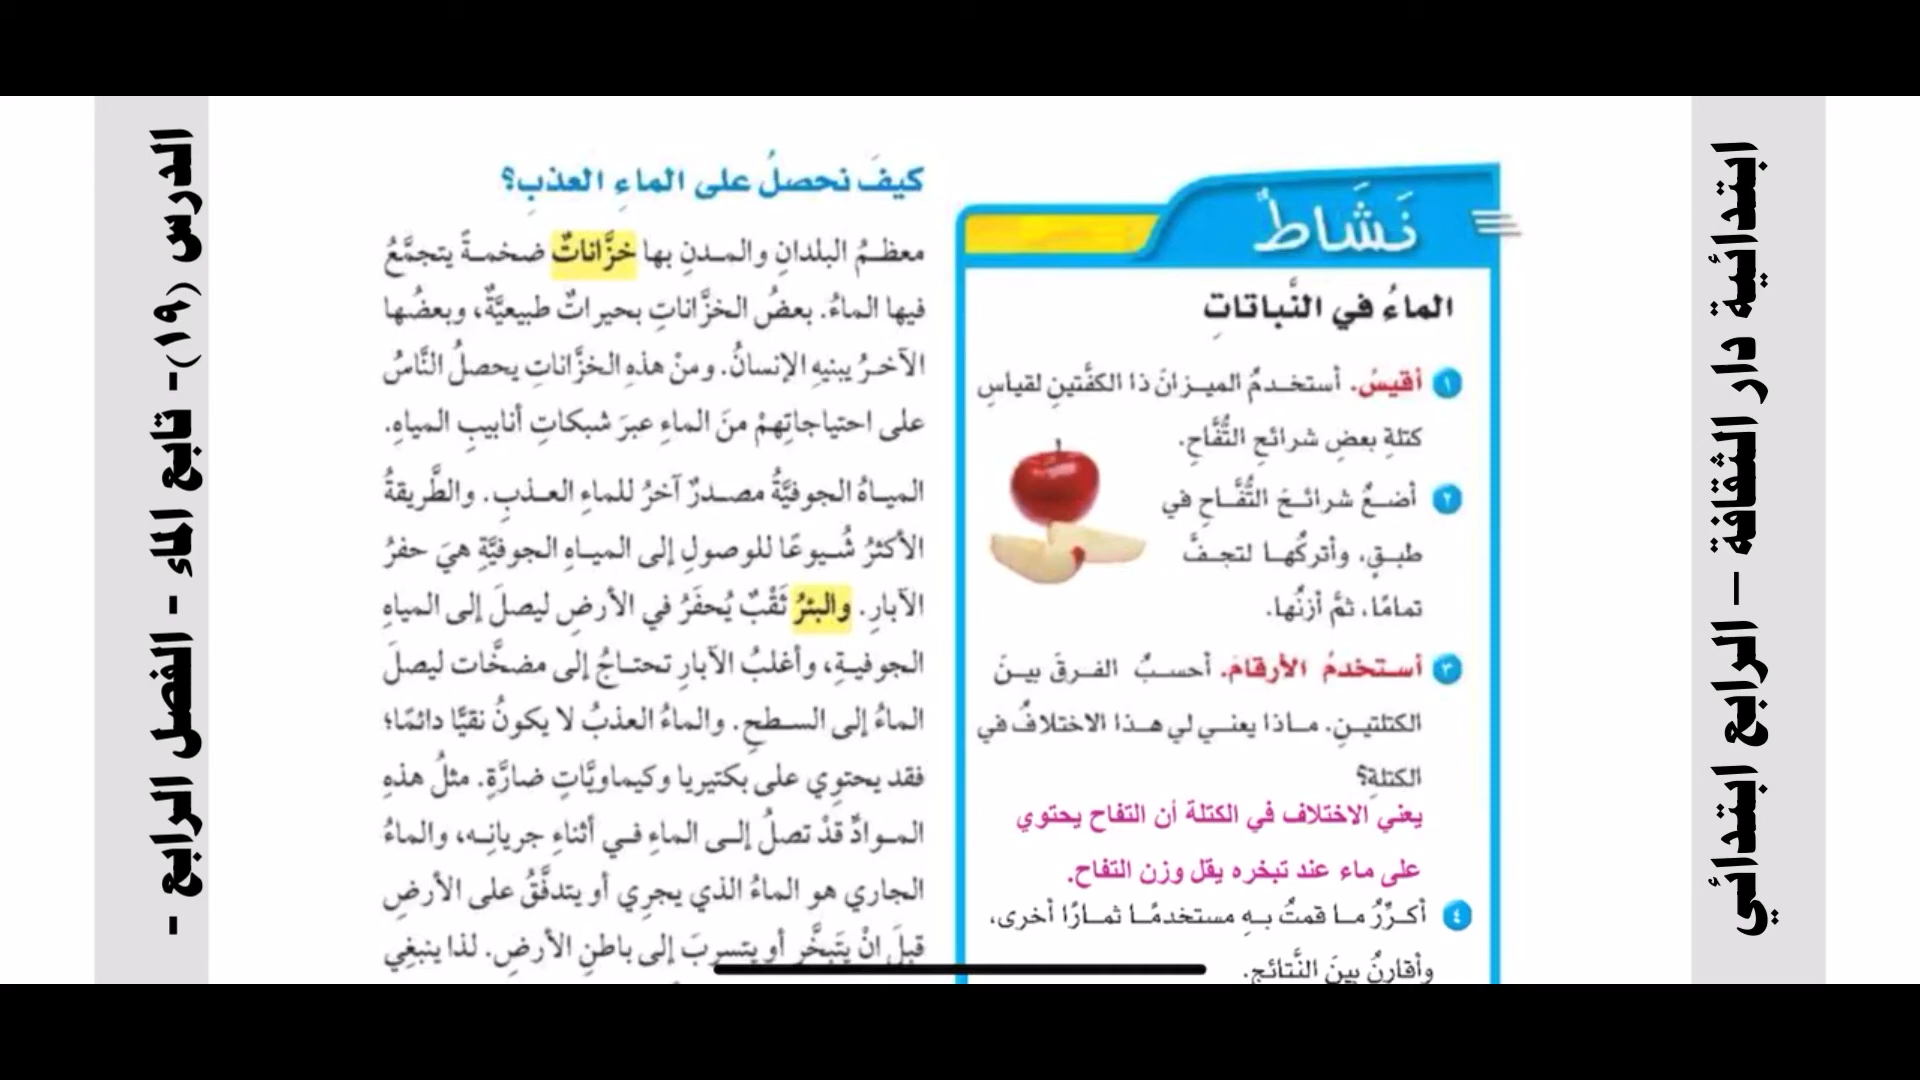 ابتدائية دار الثقافة – الرابع ابتدائي
نَشَاطٌ
الماءُ في النَّباتاتِ
١ أقيسُ. أستخدمُ الميزانَ ذا الكفَّتينِ لقياسِ
كتلةِ بعضِ شرائحِ التُّفَّاحِ.
٢ أضعُ شرائحَ التُّفَّاحِ في
طبقٍ، وأتركُها لتجفَّ
تمامًا، ثمَّ أزنُها.
٣ أستخدمُ الأرقامَ. أحسبُ الفرقَ بينَ
الكتلتينِ. ماذا يعني لي هذا الاختلافُ في
الكتلةِ؟
يعني الاختلاف في الكتلة أن التفاح يحتوي
على ماء عند تبخره يقل وزن التفاح.
٤ أكرِّرُ ما قمتُ بهِ مستخدمًا ثمارًا أخرى،
وأقارنُ بينَ النَّتائجِ.
كيفَ نحصلُ على الماءِ العذبِ؟
معظمُ البلدانِ والمدنِ بها خزَّاناتٌ ضخمةً يتجمَّعُ
فيها الماءُ. بعضُ الخزَّاناتِ بحيراتٌ طبيعيَّةٌ، وبعضُها
الآخرُ يبنيهِ الإنسانُ. ومنْ هذهِ الخزَّاناتِ يحصلُ النَّاسُ
على احتياجاتِهمْ منَ الماءِ عبرَ شبكاتِ أنابيبِ المياهِ.
المياهُ الجوفيَّةُ مصدرٌ آخرُ للماءِ العذبِ. والطَّريقةُ
الأكثرُ شُيوعًا للوصولِ إلى المياهِ الجوفيَّةِ هيَ حفرُ
الآبارِ. والبئرُ ثَقْبٌ يُحفَرُ في الأرضِ ليصلَ إلى المياهِ
الجوفيةِ، وأغلبُ الآبارِ تحتاجُ إلى مضخَّات ليصلَ
الماءُ إلى السطحِ. والماءُ العذبُ لا يكونُ نقيًّا دائمًا؛
فقد يحتوِي على بكتيريا وكيماويَّاتِ ضارَّةِ. مثلُ هذهِ
الموادِّ قدْ تصلُ إلى الماءِ في أثناءِ جريانِه، والماءُ
الجاري هو الماءُ الذي يجرِي أو يتدفَّقُ على الأرضِ
قبلَ انْ يَتَبخَّر أو يتسربَ إلى باطنِ الأرضِ. لذا ينبغِي
الدرس (١٩)- تابع الماء - الفصل الرابع -